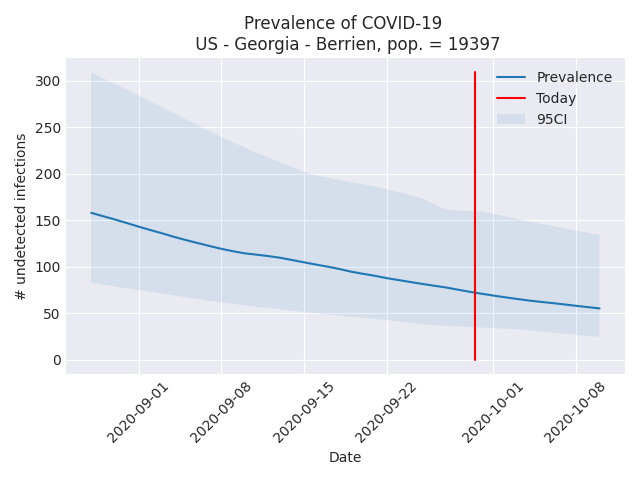 Prevalence of COVID-19
US - Georgia - Berrien, pop. = 19397
Prevalence
Today
95CI
# undetected infections
300
250
200
150
100
50
0
2020-09-01
2020-09-08
2020-09-15
2020-09-22
2020-10-01
2020-10-08
Date